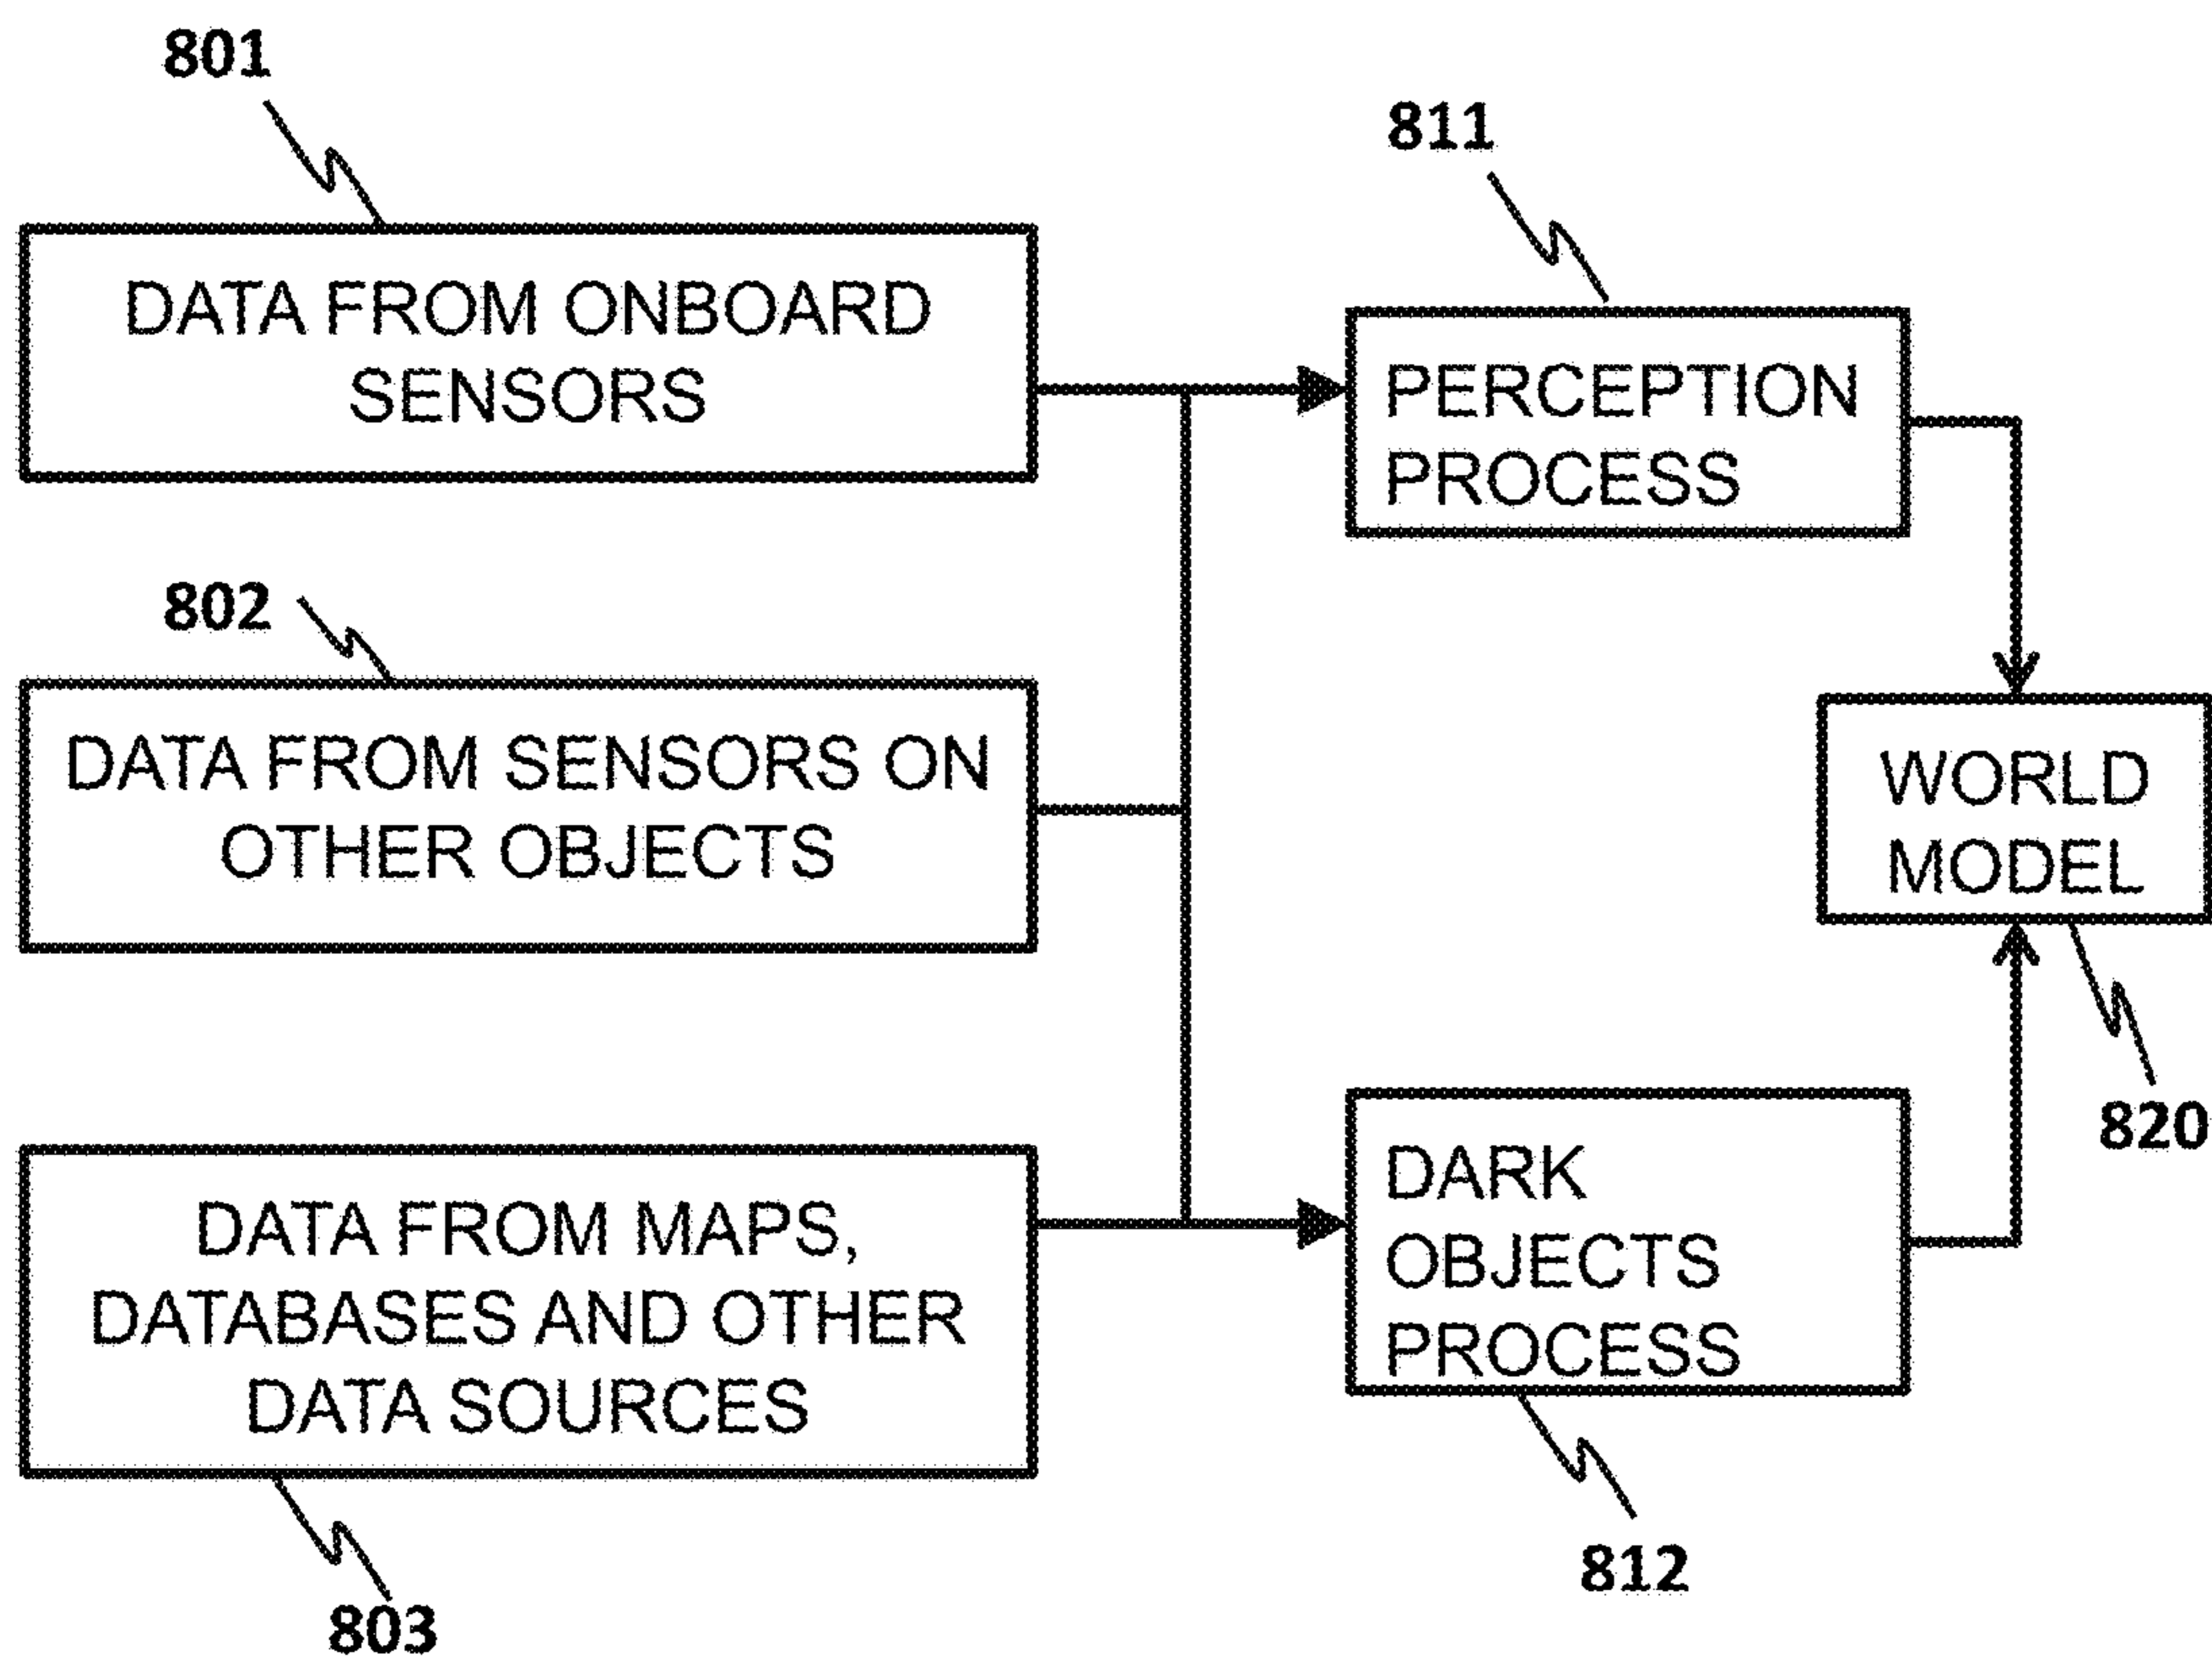 801
DATA FROM ONBOARD
SENSORS
811
PERCEPTION
PROCESS
802
DATA FROM SENSORS ON
OTHER OBJECTS
WORLD
MODEL
820
DATA FROM MAPS,
DATABASES AND OTHER
DATA SOURCES
803
DARK
OBJECTS
PROCESS
812